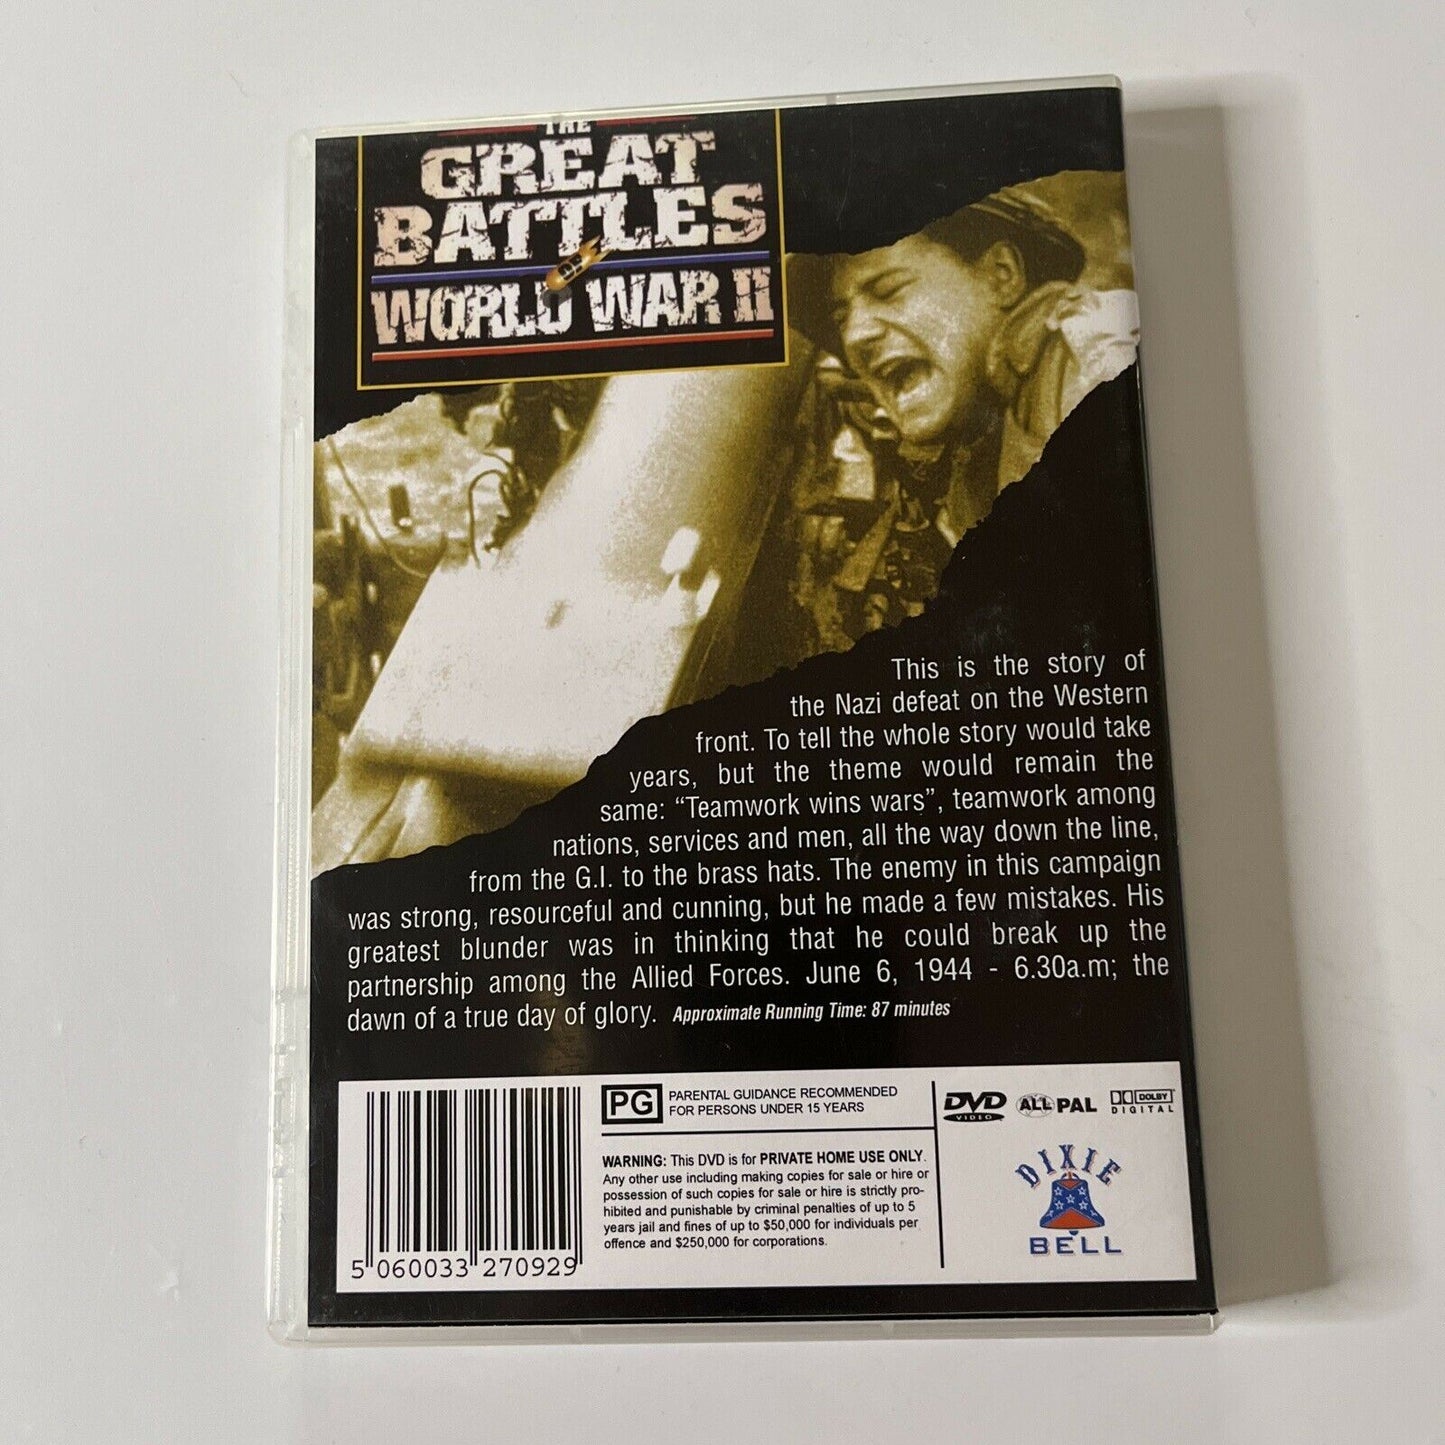 THE
GREAT
BATTLES
OF
WORLD WAR II
This is the story of
the Nazi defeat on the Western
front. To tell the whole story would take
years, but the theme would remain the
same: “Teamwork wins wars”, teamwork among
nations, services and men, all the way down the line,
from the G.I. to the brass hats. The enemy in this campaign
was strong, resourceful and cunning, but he made a few mistakes. His
greatest blunder was in thinking that he could break up the
partnership among the Allied Forces. June 6, 1944 - 6.30a.m; the
dawn of a true day of glory. Approximate Running Time: 87 minutes
5 060033 270929
PG PARENTAL GUIDANCE RECOMMENDED
FOR PERSONS UNDER 15 YEARS
WARNING: This DVD is for PRIVATE HOME USE ONLY.
Any other use including making copies for sale or hire or
possession of such copies for sale or hire is strictly pro-
hibited and punishable by criminal penalties of up to 5
years jail and fines of up to $50,000 for individuals per
offence and $250,000 for corporations.
DVD VIDEO
ALL PAL
DOLBY DIGITAL
DIXIE
BELL